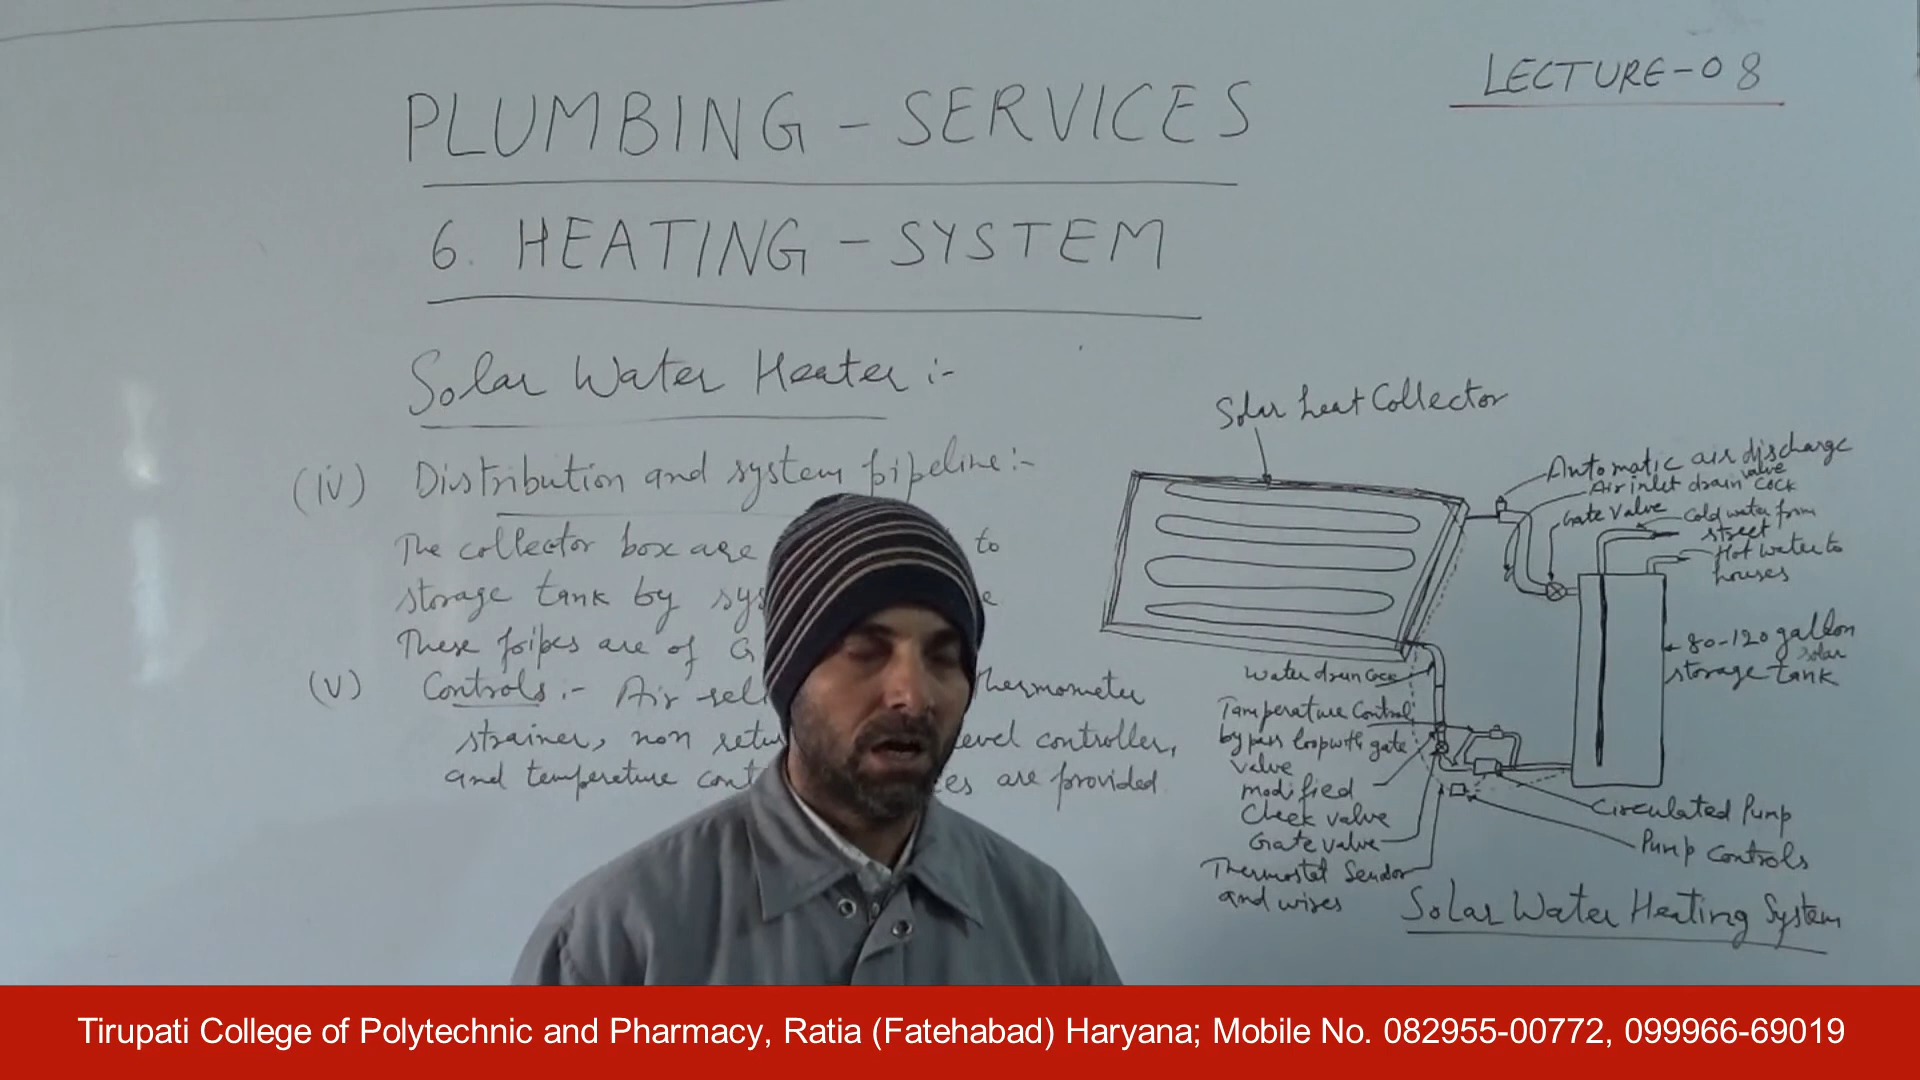 LECTURE-08
PLUMBING - SERVICES
6. HEATING - SYSTEM
Solar Water Heater :-
(iv) Distribution and system pipeline :-
The collector box are to
storage tank by
These pipes are of
(v) Controls :- Air thermometer
strainer, non level controller,
and temperature are provided
Solar heat Collector
Automatic air discharge
valve
Air inlet drain cock
Gate Valve
Cold water from
street
Hot Water to
houses
80-120 gallon
solar
storage tank
Water drain Cock
Tamperature Control
by pass loop with gate
valve
modified
Check valve
Gate valve
Thermostat Sensor
and wires
Circulated Pump
Pump Controls
Solar Water Heating System
Tirupati College of Polytechnic and Pharmacy, Ratia (Fatehabad) Haryana; Mobile No. 082955-00772, 099966-69019